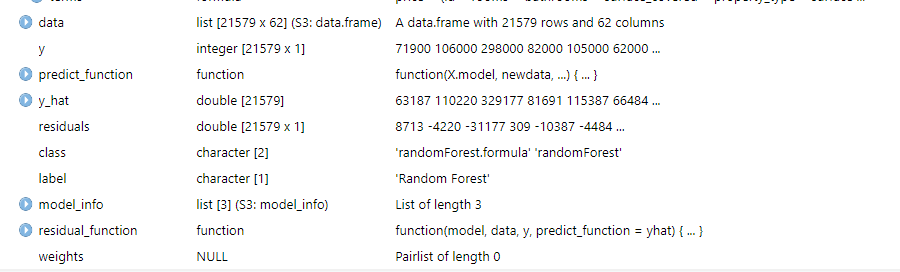 data list [21579 x 62] (S3: data.frame) A data.frame with 21579 rows and 62 columns
y integer [21579 x 1] 71900 106000 298000 82000 105000 62000 ...
predict_function function function(X.model, newdata, ...) { ... }
y_hat double [21579] 63187 110220 329177 81691 115387 66484 ...
residuals double [21579 x 1] 8713 -4220 -31177 309 -10387 -4484 ...
class character [2] 'randomForest.formula' 'randomForest'
label character [1] 'Random Forest'
model_info list [3] (S3: model_info) List of length 3
residual_function function function(model, data, y, predict_function = yhat) { ... }
weights NULL Pairlist of length 0